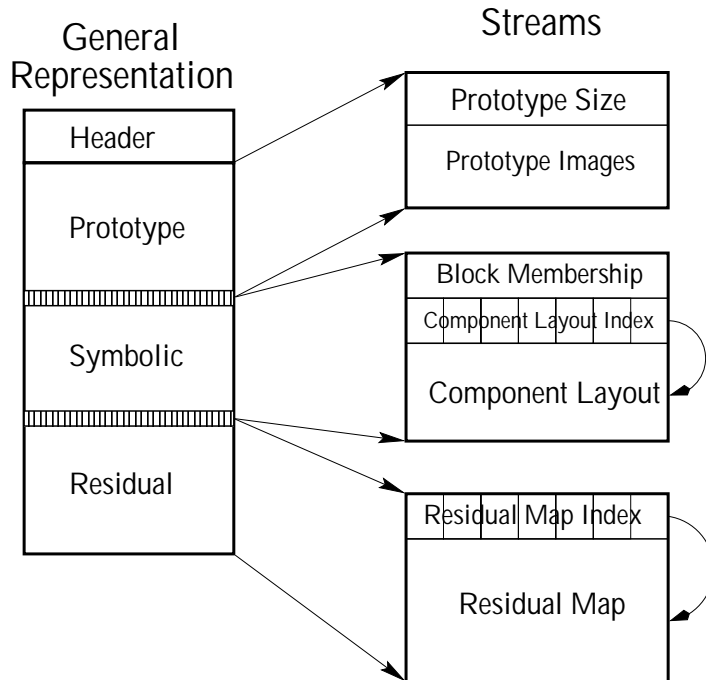 General
Representation
Header
Prototype
Symbolic
Residual
Streams
Prototype Size
Prototype Images
Block Membership
Component Layout Index
Component Layout
Residual Map Index
Residual Map